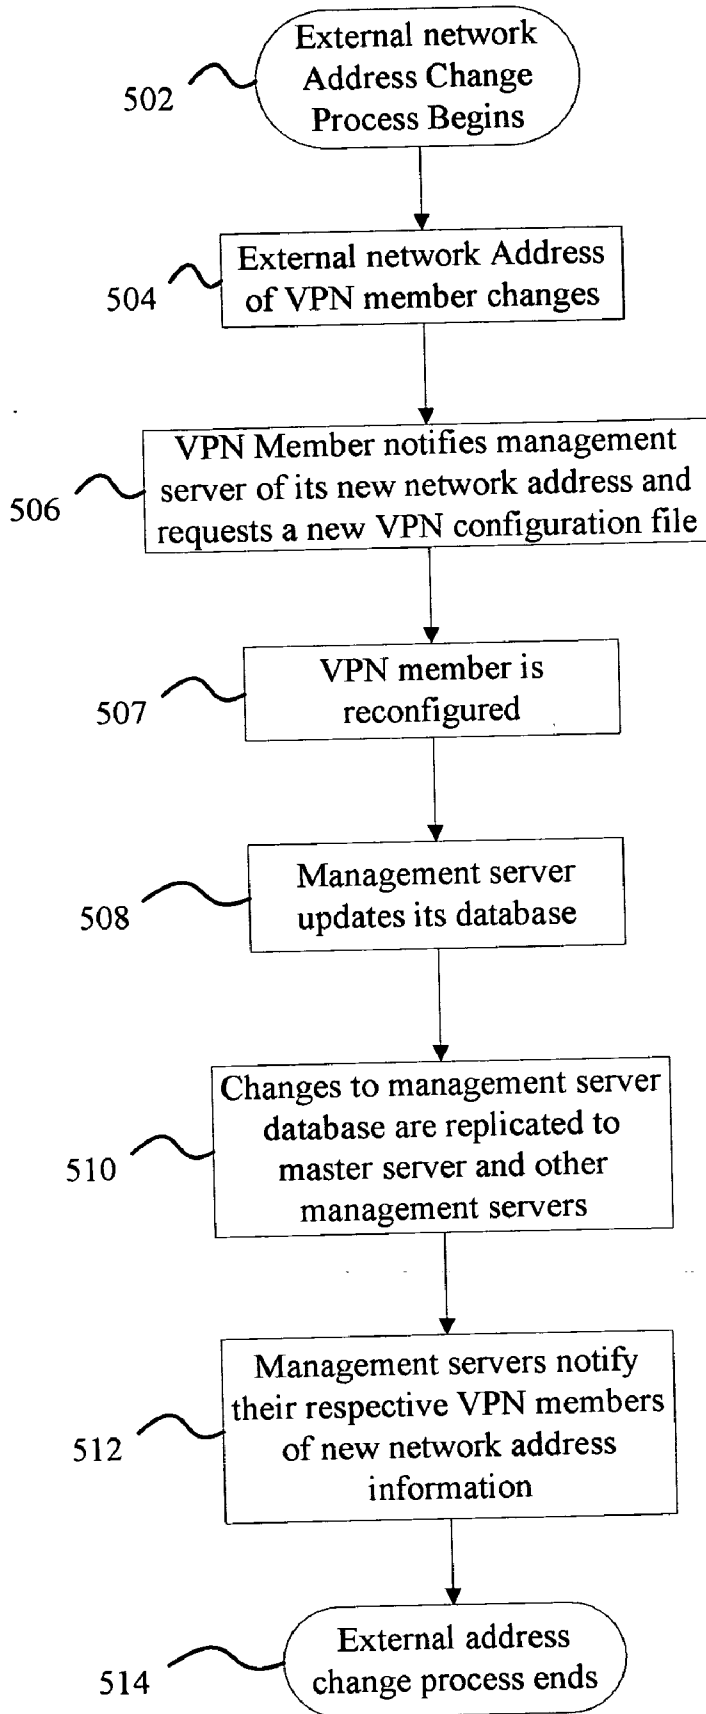 External network
Address Change
Process Begins
502
External network Address
of VPN member changes
504
VPN Member notifies management
server of its new network address and
requests a new VPN configuration file
506
VPN member is
reconfigured
507
Management server
updates its database
508
Changes to management server
database are replicated to
master server and other
management servers
510
Management servers notify
their respective VPN members
of new network address
information
512
External address
change process ends
514